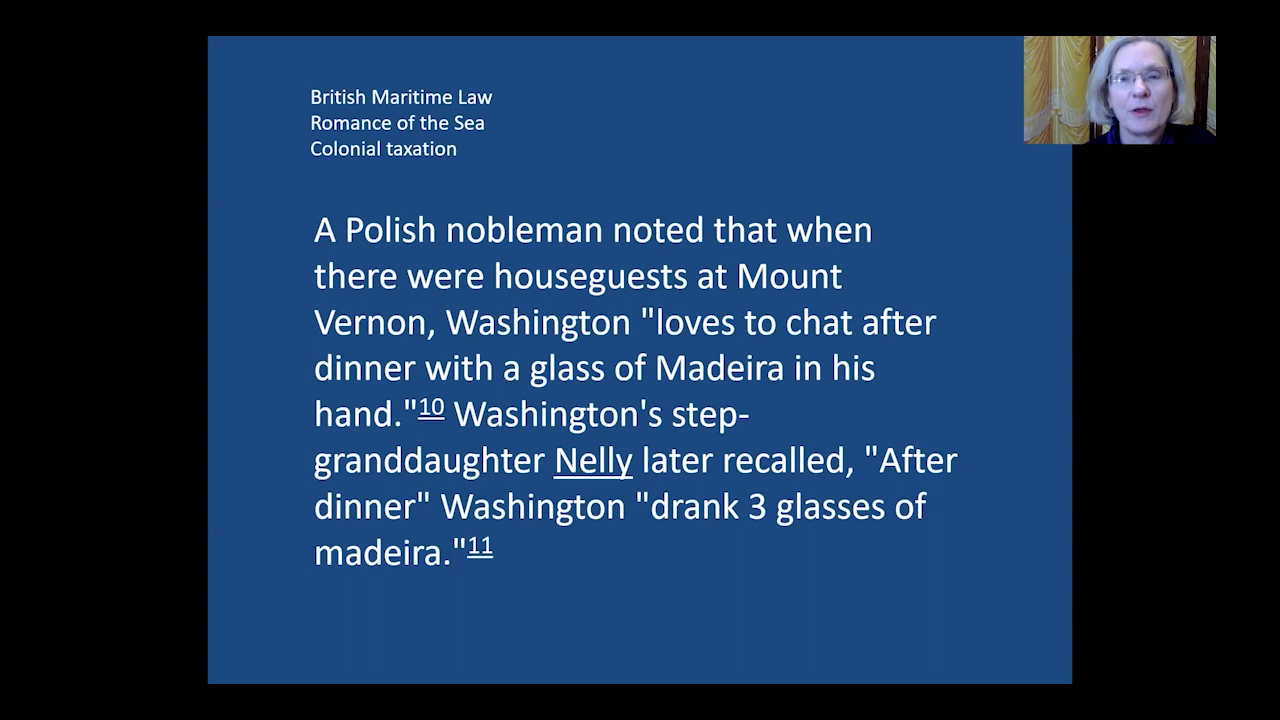 British Maritime Law
Romance of the Sea
Colonial taxation
A Polish nobleman noted that when
there were houseguests at Mount
Vernon, Washington "loves to chat after
dinner with a glass of Madeira in his
hand."10 Washington's step-
granddaughter Nelly later recalled, "After
dinner" Washington "drank 3 glasses of
madeira."11